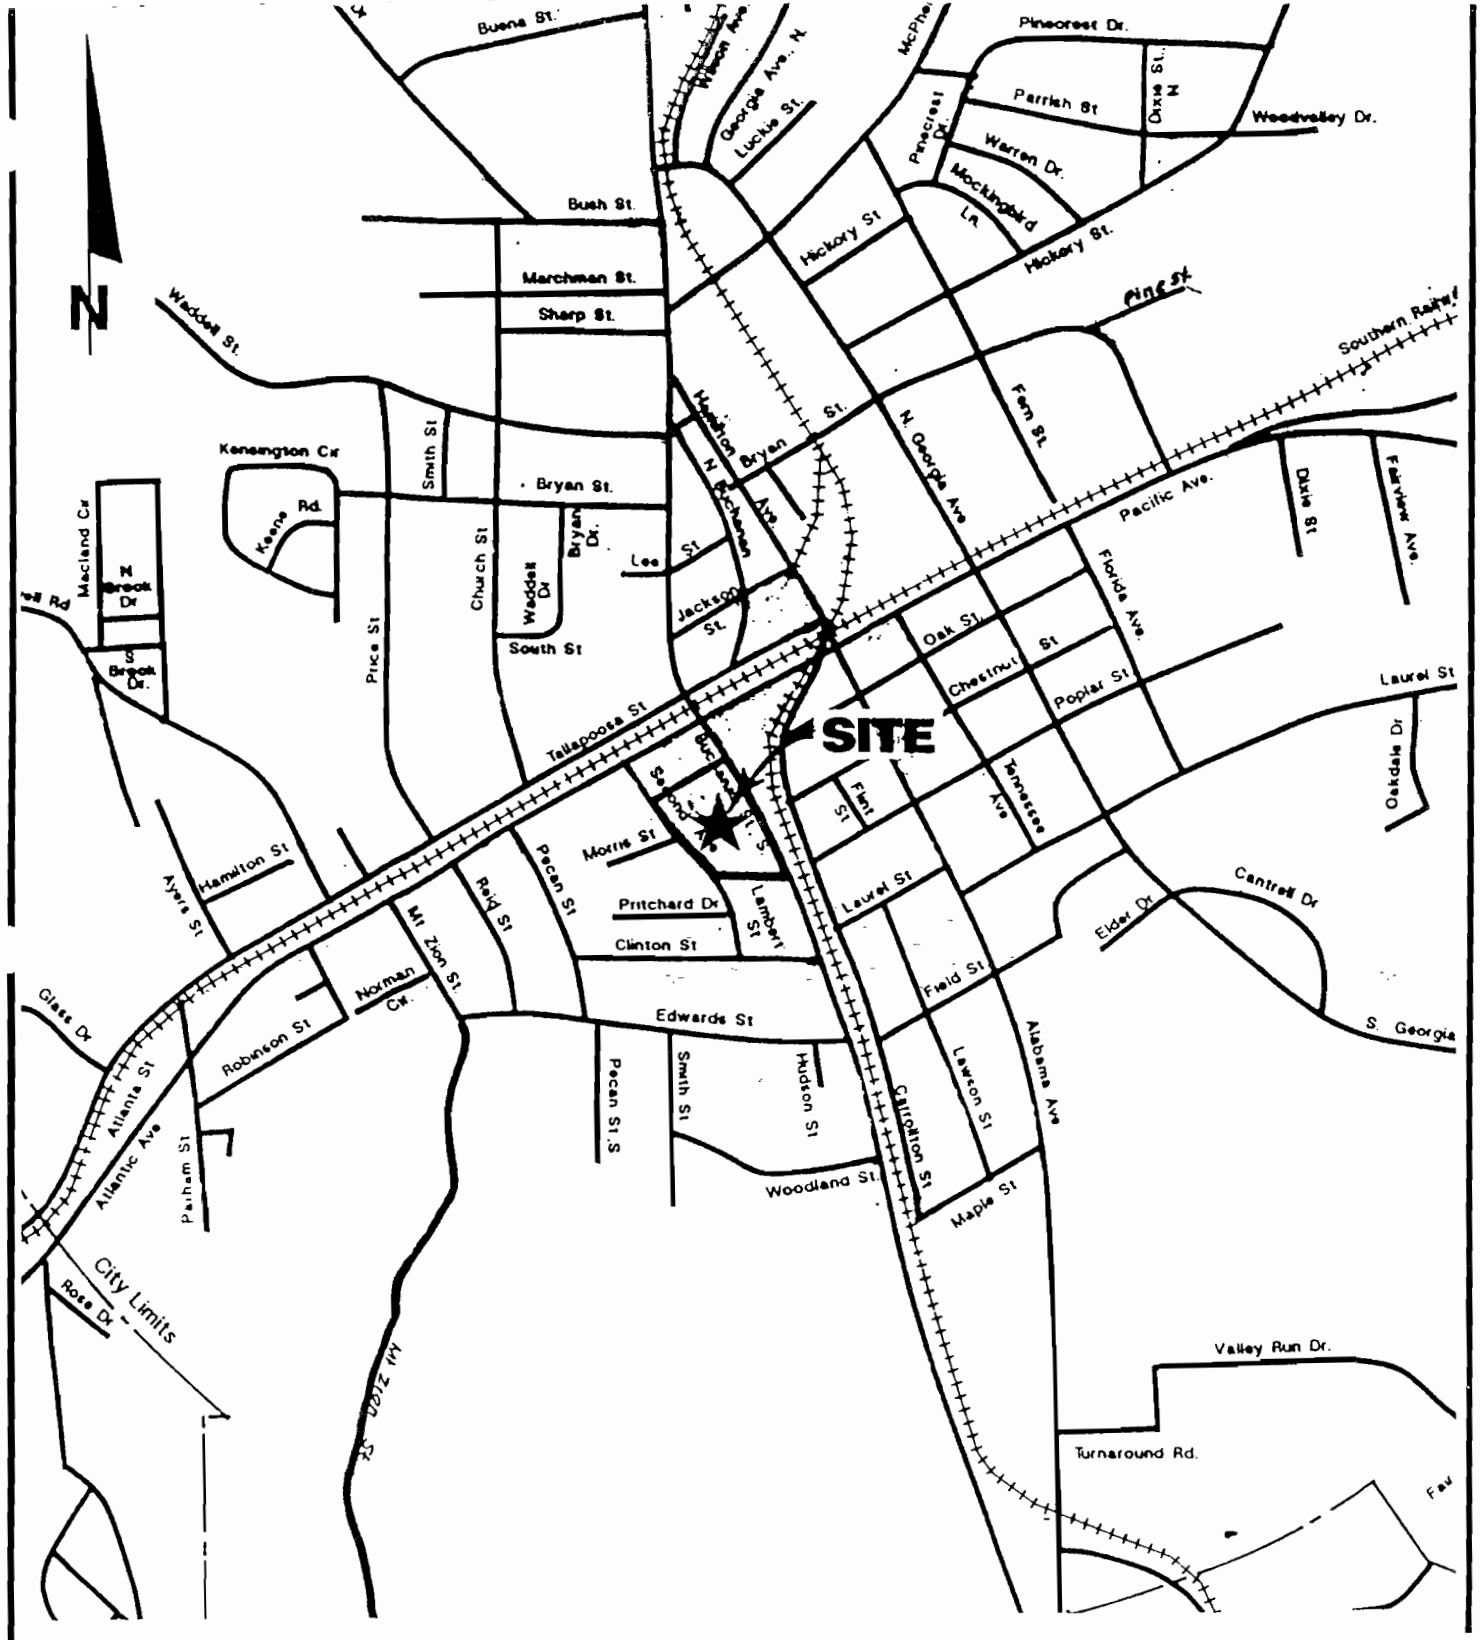 Buena St.
Pinecrest Dr.
Wilson Ave.
Georgia Ave., N.
Luckie St.
Pinecrest
Dr.
Parrish St
Dixie St.
N
Woodvalley Dr.
Warren Dr.
Mockingbird
Ln.
Bush St.
Hickory St
Hickory St.
Marchman St.
Sharp St.
Pine St.
N
Waddell St.
Southern
Smith St
Kensington Cir
Keene
Rd.
Bryan St.
Hamilton
Ave.
Bryan
St.
N Buchanan
N. Georgia Ave
Fern St.
Pacific Ave.
Dixie St
Fairview Ave.
Macland Cir
N
Brook
Dr
S
Brook
Dr.
Price St
Church St
Waddell
Dr
Bryan
Dr.
South St
Lee
St
Jackson
St.
Oak St.
Chestnut
St
Poplar St
Florida Ave.
Laurel St
Oakdale Dr
Tallapoosa St
SITE
Second
Morris St
Flint
St
Tennessee
Ave
Ayers St
Hamilton St
Mt Zion St.
Reid St
Pecan St
Pritchard Dr
Clinton St
Lambert
St
Laurel St
Field St
Elder Dr
Cantrell Dr
S. Georgia
Glass Dr
Norman
Cir.
Robinson St
Edwards St
Atlanta St
Atlantic Ave
Parham St
Pecan St.S
Smith St
Hudson St
Carrollton St
Lawson St
Alabama Ave
Woodland St.
Maple St
City Limits
Rose Dr
Mt Zion St
Valley Run Dr.
Turnaround Rd.